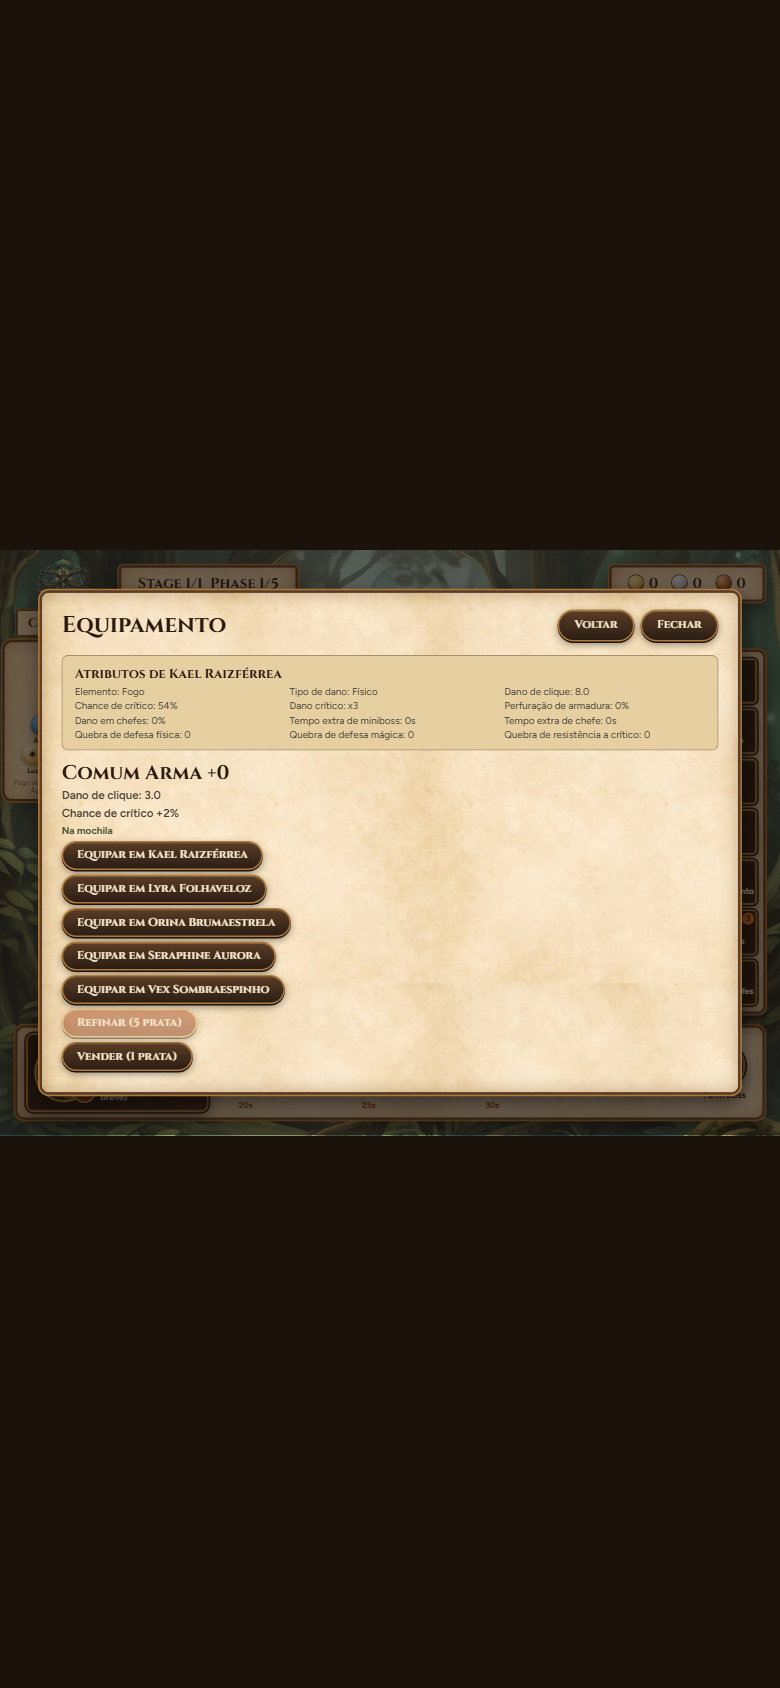 Stage 1/1 Phase 1/5
0 0 0
Equipamento
Voltar
Fechar
Atributos de Kael Raizférrea
Elemento: Fogo
Tipo de dano: Físico
Dano de clique: 8.0
Chance de crítico: 54%
Dano crítico: x3
Perfuração de armadura: 0%
Dano em chefes: 0%
Tempo extra de miniboss: 0s
Tempo extra de chefe: 0s
Quebra de defesa física: 0
Quebra de defesa mágica: 0
Quebra de resistência a crítico: 0
Comum Arma +0
Dano de clique: 3.0
Chance de crítico +2%
Na mochila
Equipar em Kael Raizférrea
Equipar em Lyra Folhaveloz
Equipar em Orina Brumaestrela
Equipar em Seraphine Aurora
Equipar em Vex Sombraespinho
Refinar (5 prata)
Vender (1 prata)
3
20s 25s 30s